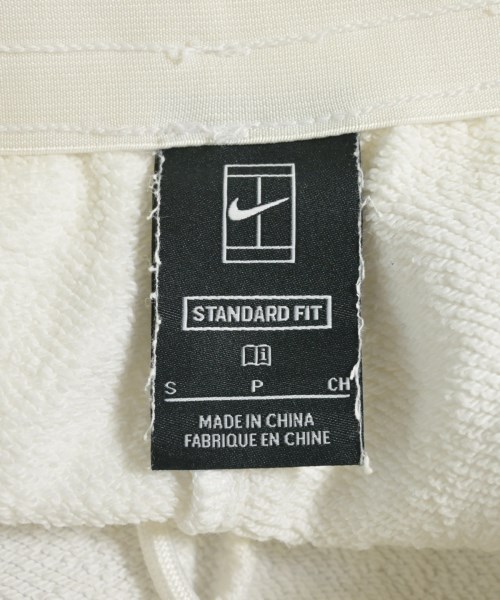 STANDARD FIT
i
S P CH
MADE IN CHINA
FABRIQUE EN CHINE